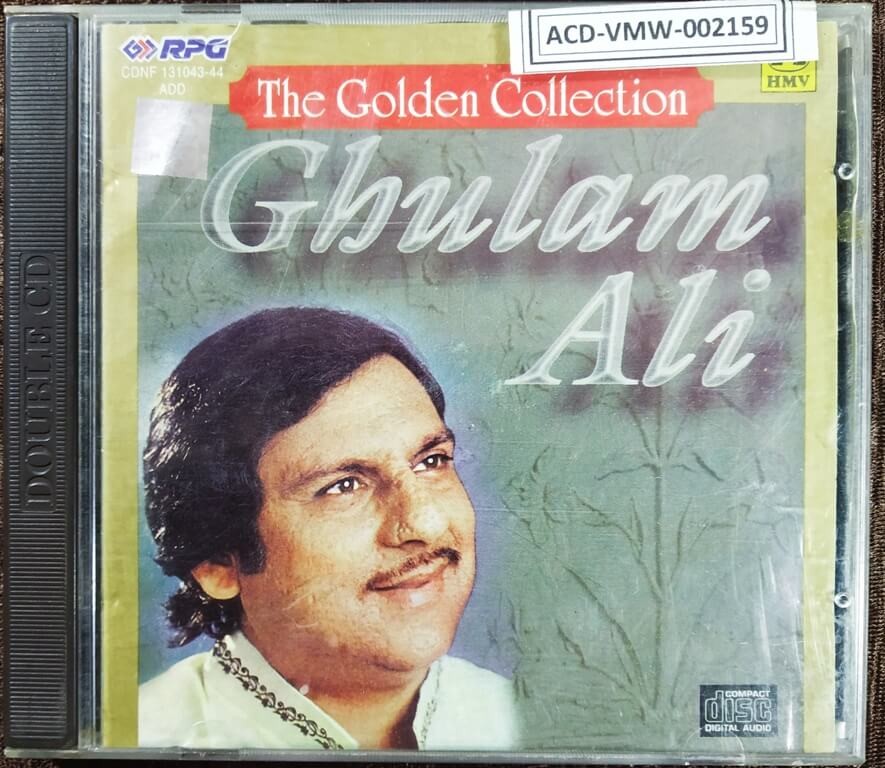 ACD-VMW-002159
RPG
CDNF 131043-44
ADD
HMV
The Golden Collection
Ghulam
Ali
DOUBLE CD
COMPACT
disc
DIGITAL AUDIO